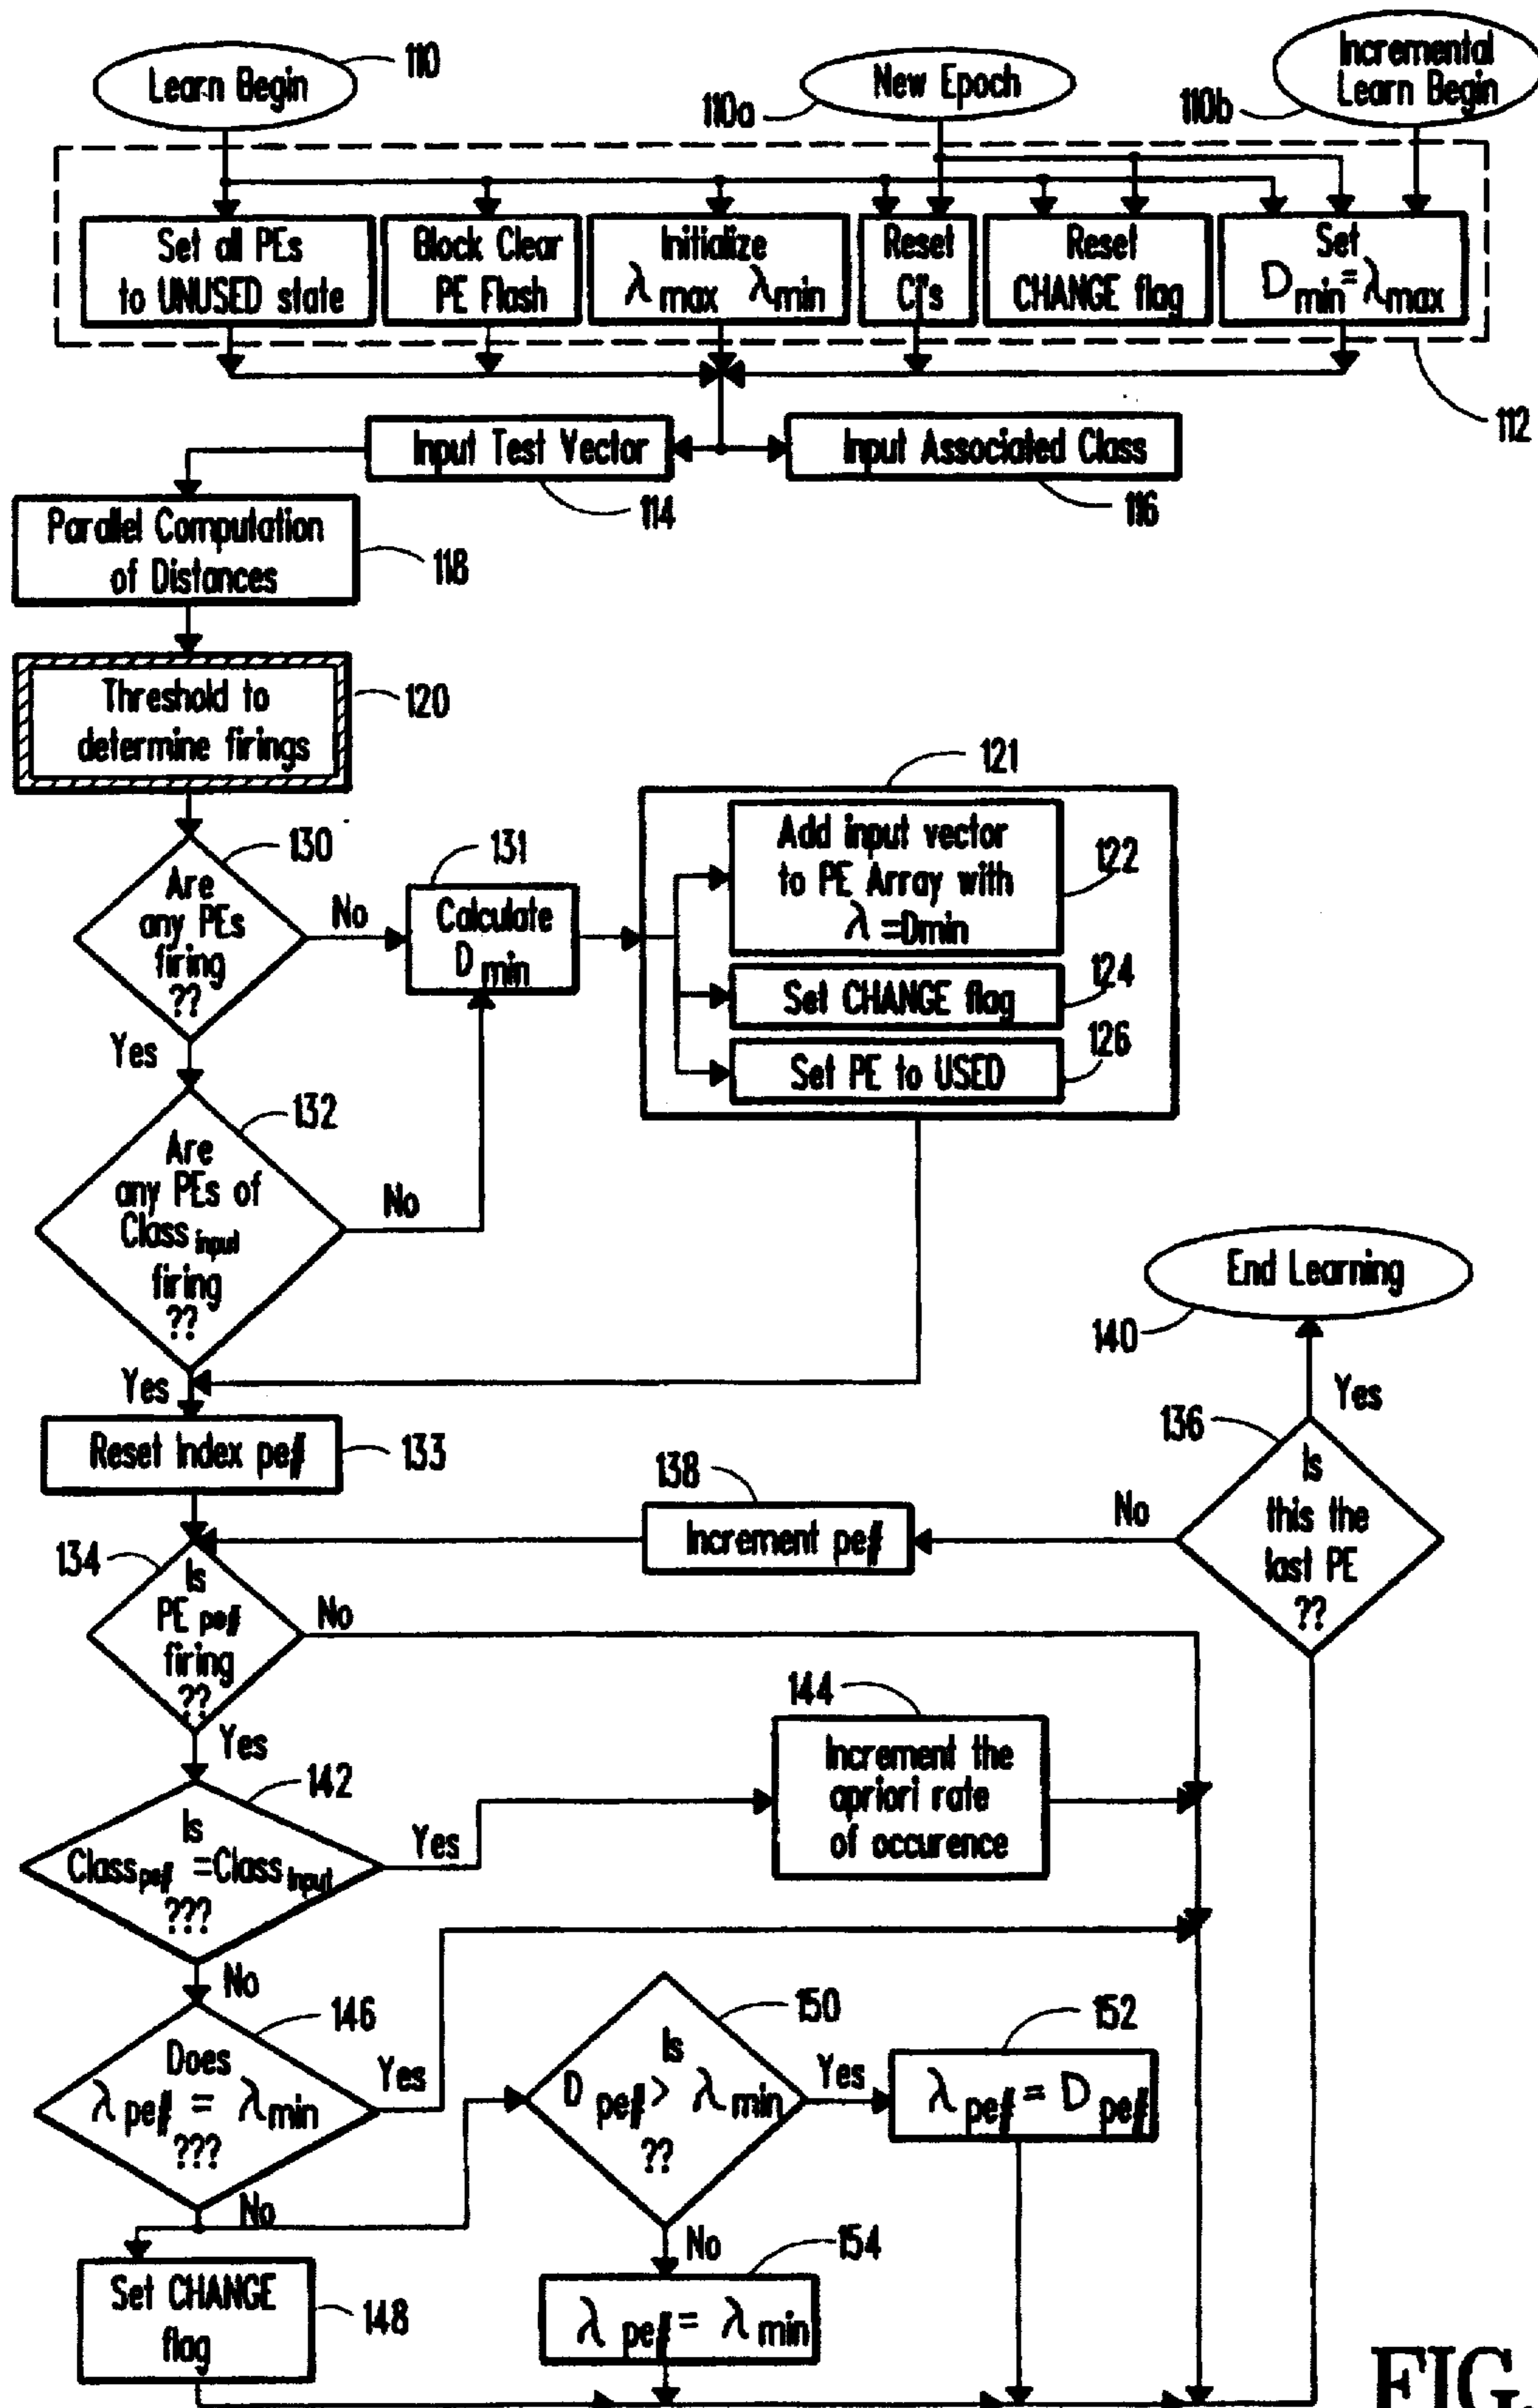 Learn Begin
110
New Epoch
110a
Incremental
Learn Begin
110b
Set all PEs
to UNUSED state
Block Clear
PE Flash
Initialize
λ max λ min
Reset
Cj's
Reset
CHANGE flag
Set
D min = λ max
112
Input Test Vector
114
Input Associated Class
116
Parallel Computation
of Distances
118
Threshold to
determine firings
120
130
Are
any PEs
firing
??
No
Yes
131
Calculate
D min
121
Add input vector
to PE Array with
λ =Dmin
122
Set CHANGE flag
124
Set PE to USED
126
132
Are
any PEs of
Class input
firing
??
No
Yes
End Learning
140
Yes
Reset Index pe#
133
138
Increment pe#
No
136
Is
this the
last PE
??
134
Is
PE pe#
firing
??
No
Yes
144
Increment the
apriori rate
of occurence
142
Is
Class pe# =Class input
???
Yes
No
146
Does
λ pe# = λ min
???
Yes
No
150
Is
D pe# > λ min
??
Yes
No
152
λ pe# = D pe#
Set CHANGE
flag
148
154
λ pe# = λ min
FIG.